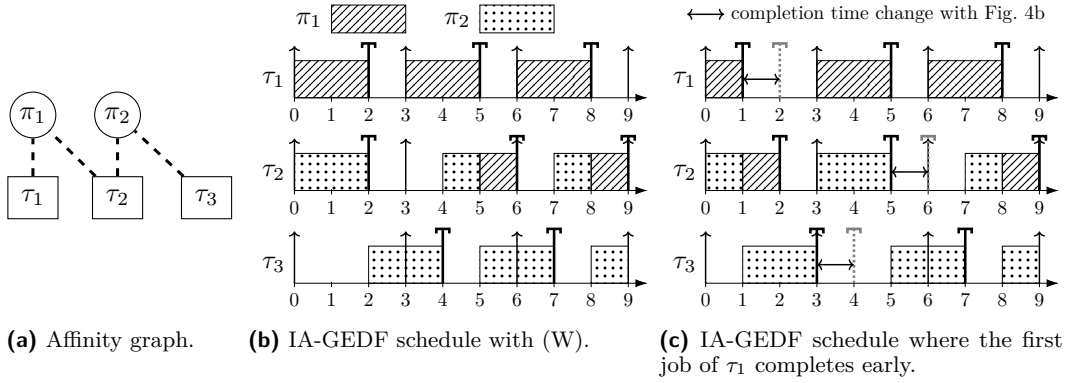 π₁ π₂
τ₁ τ₂ τ₃
(a) Affinity graph.
π₁ π₂
τ₁
0 1 2 3 4 5 6 7 8 9
τ₂
0 1 2 3 4 5 6 7 8 9
τ₃
0 1 2 3 4 5 6 7 8 9
(b) IA-GEDF schedule with (W).
completion time change with Fig. 4b
τ₁
0 1 2 3 4 5 6 7 8 9
τ₂
0 1 2 3 4 5 6 7 8 9
τ₃
0 1 2 3 4 5 6 7 8 9
(c) IA-GEDF schedule where the first
job of τ₁ completes early.